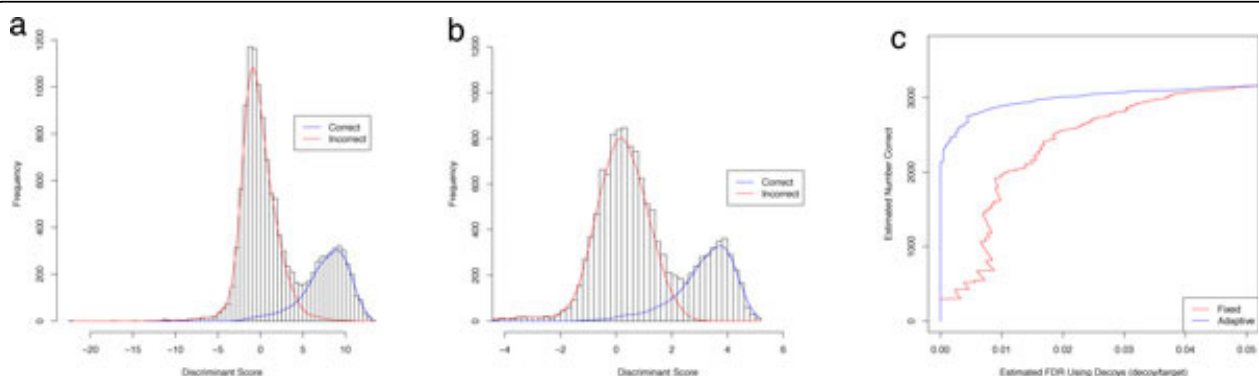 a
1200
1000
800
600
400
200
0
Frequency
Correct
Incorrect
−20 −15 −10 −5 0 5 10
Discriminant Score
b
1200
1000
800
600
400
200
0
Frequency
Correct
Incorrect
−4 −2 0 2 4 6
Discriminant Score
c
3000
2000
1000
0
Estimated Number Correct
Fixed
Adaptive
0.00 0.01 0.02 0.03 0.04 0.05
Estimated FDR Using Decoys (decoy/target)